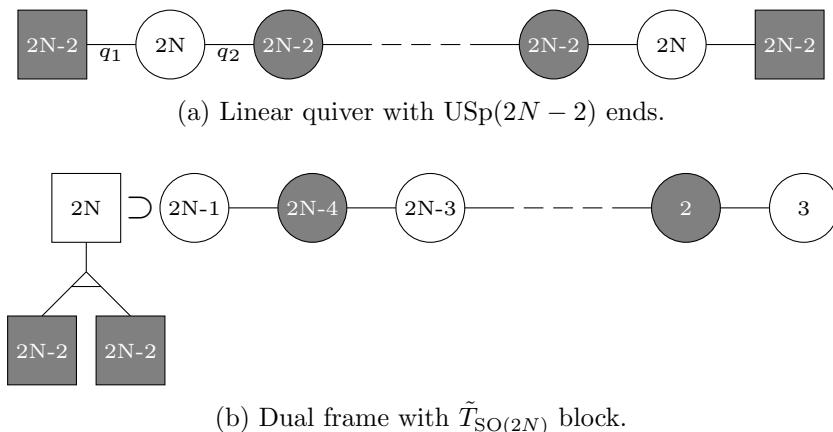 2N-2 2N 2N-2 2N-2 2N 2N-2
q₁ q₂
(a) Linear quiver with USp(2N − 2) ends.
2N ⊃ 2N-1 2N-4 2N-3 2 3
2N-2 2N-2
(b) Dual frame with T̃_SO(2N) block.